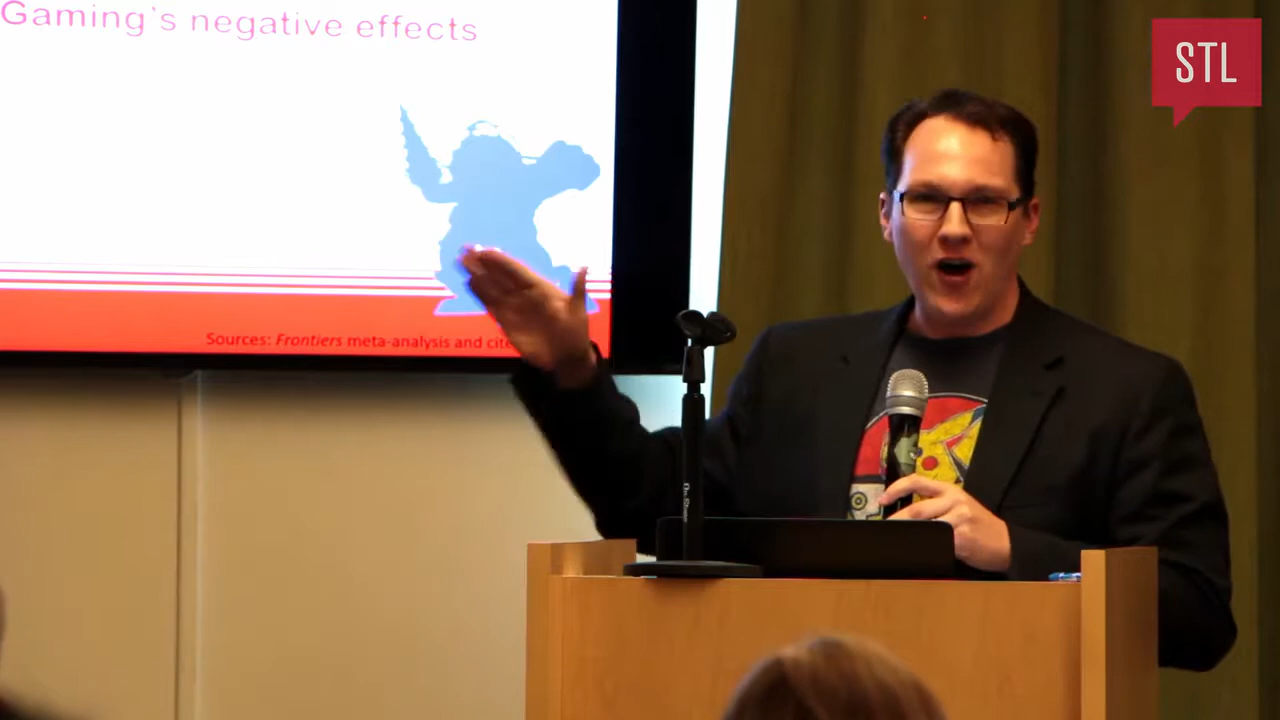 Gaming's negative effects
STL
Sources: Frontiers meta-analysis and cite